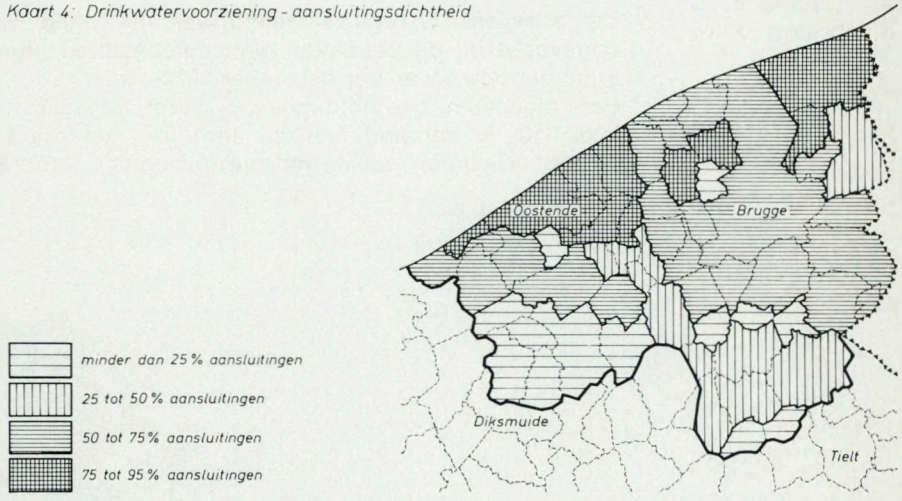 Kaart 4: Drinkwatervoorziening - aansluitingsdichtheid
Oostende
Brugge
minder dan 25% aansluitingen
25 tot 50% aansluitingen
50 tot 75% aansluitingen
75 tot 95% aansluitingen
Diksmuide
Tielt